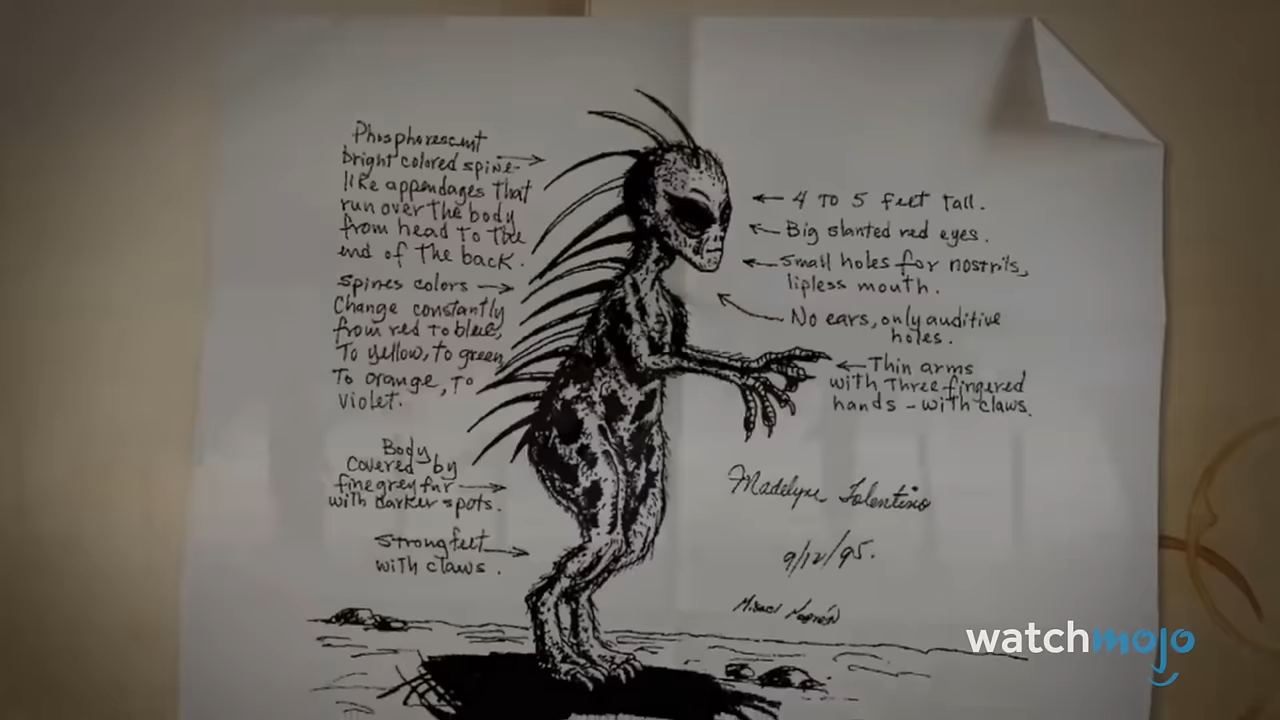 Phosphorescent
bright colored spine-
like appendages that
run over the body
from head to the
end of the back.
Spines colors
Change constantly
from red to blue,
To yellow, to green
To orange, to
violet.
Body
Covered by
fine grey fur
with darker spots.
Strong feet
with claws.
4 to 5 feet tall.
Big slanted red eyes.
Small holes for nostrils,
lipless mouth.
No ears, only auditive
holes.
Thin arms
with three fingered
hands - with claws.
Madelyne Tolentino
9/12/95.
watchmojo